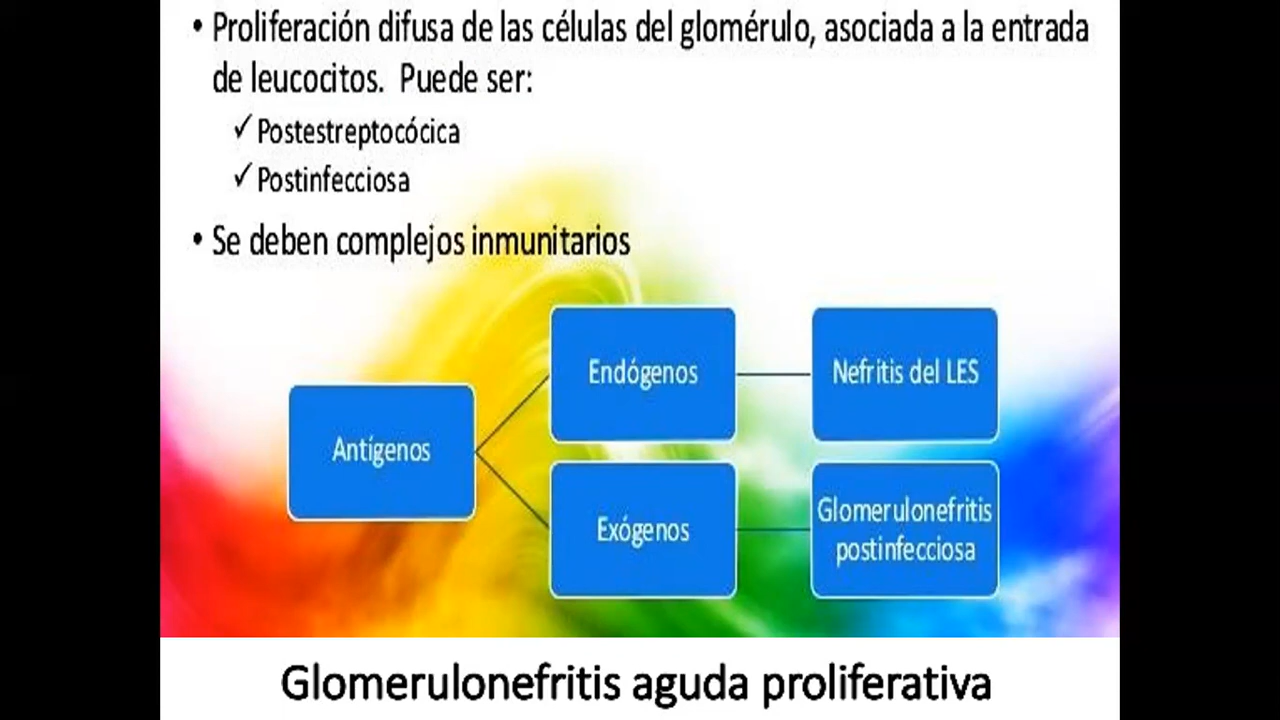 • Proliferación difusa de las células del glomérulo, asociada a la entrada
de leucocitos. Puede ser:
✓ Postestreptocócica
✓ Postinfecciosa
• Se deben complejos inmunitarios
Antígenos
Endógenos
Nefritis del LES
Exógenos
Glomerulonefritis
postinfecciosa
Glomerulonefritis aguda proliferativa